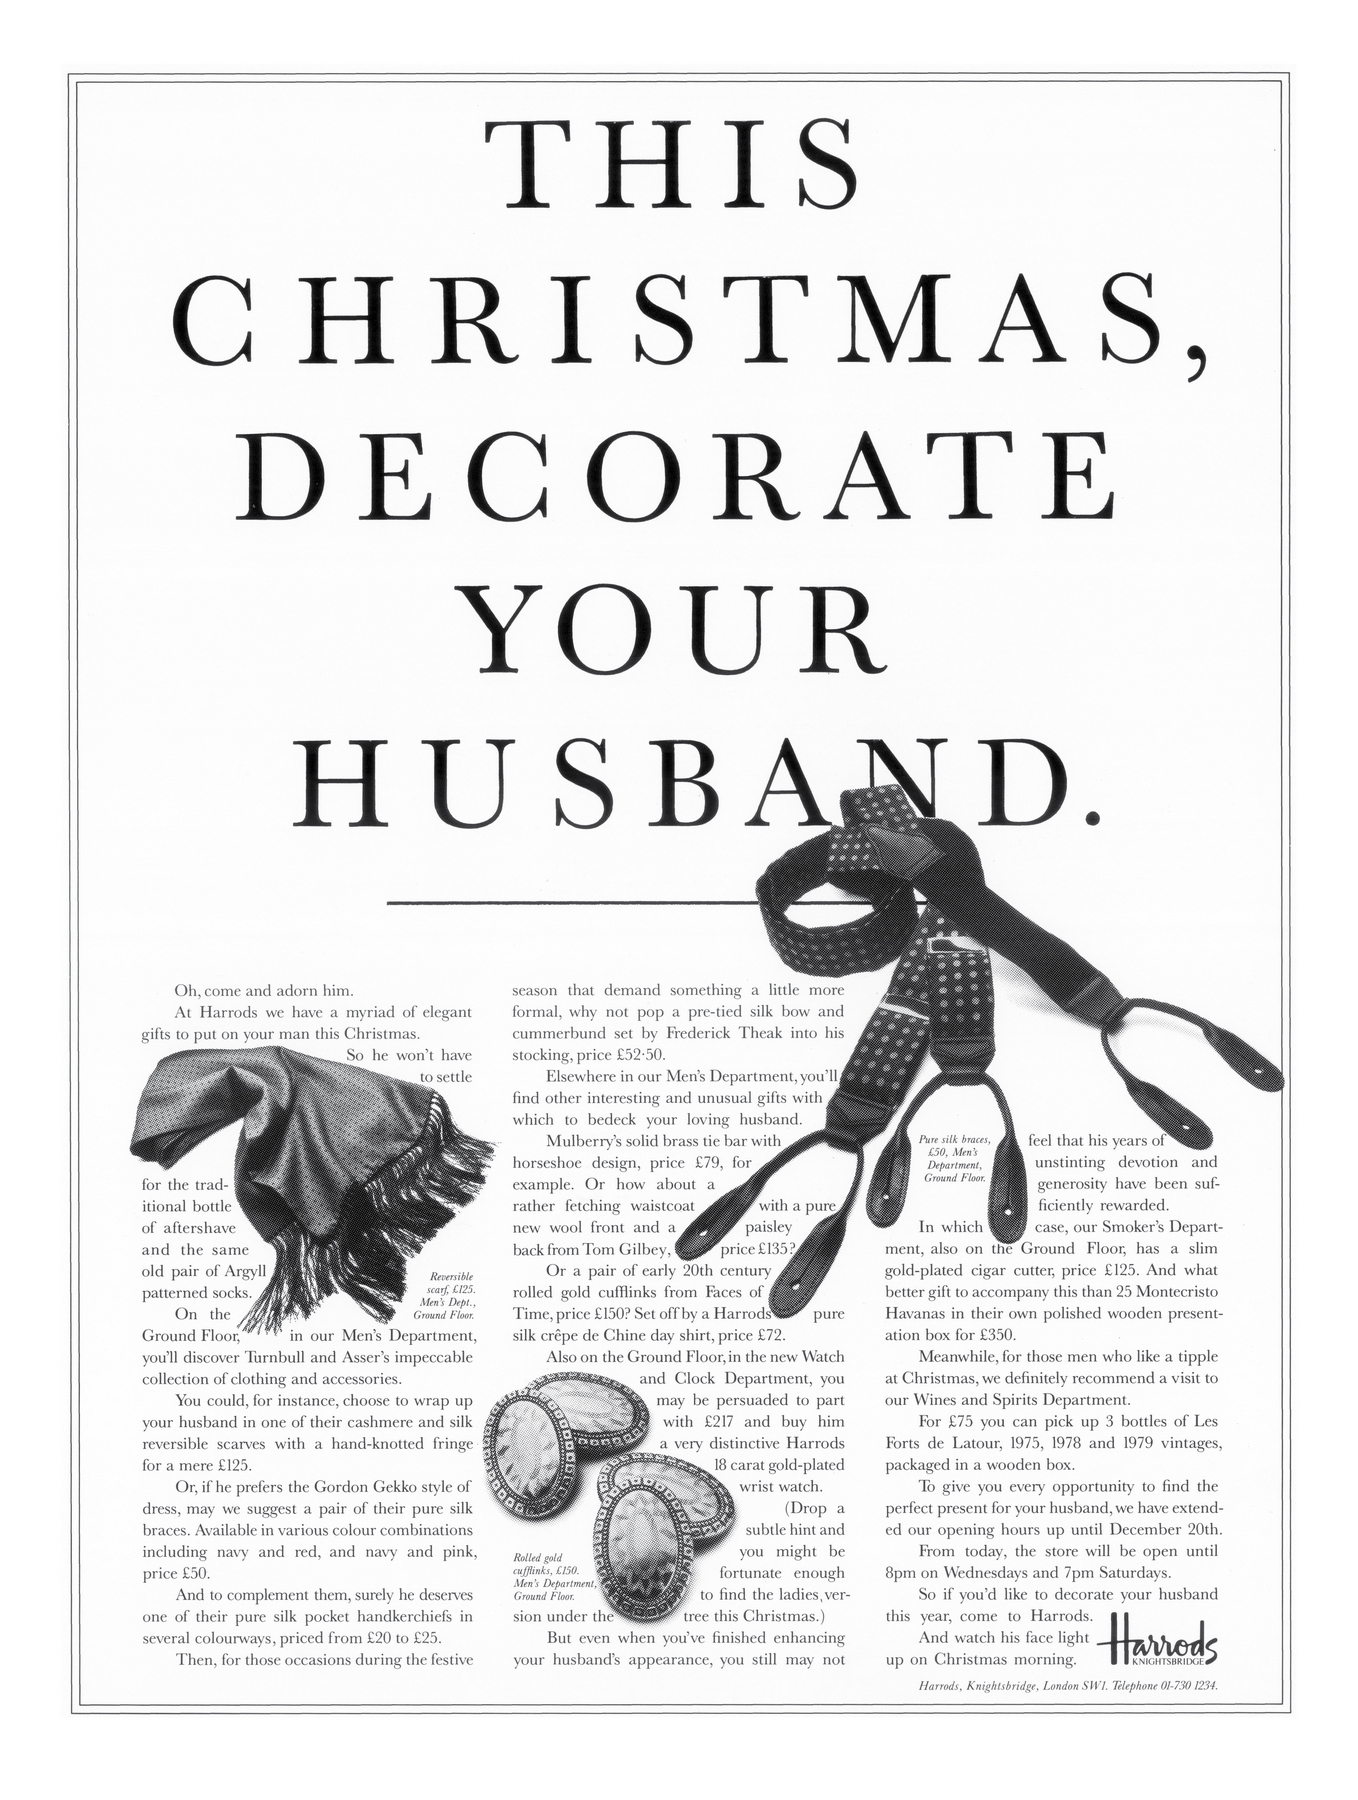 THIS
CHRISTMAS,
DECORATE
YOUR
HUSBAND.
Oh, come and adorn him.
At Harrods we have a myriad of elegant
gifts to put on your man this Christmas.
So he won't have
to settle
for the trad-
itional bottle
of aftershave
and the same
old pair of Argyll
patterned socks.
On the
Ground Floor, in our Men's Department,
you'll discover Turnbull and Asser's impeccable
collection of clothing and accessories.
You could, for instance, choose to wrap up
your husband in one of their cashmere and silk
reversible scarves with a hand-knotted fringe
for a mere £125.
Or, if he prefers the Gordon Gekko style of
dress, may we suggest a pair of their pure silk
braces. Available in various colour combinations
including navy and red, and navy and pink,
price £50.
And to complement them, surely he deserves
one of their pure silk pocket handkerchiefs in
several colourways, priced from £20 to £25.
Then, for those occasions during the festive
Reversible
scarf, £125.
Men's Dept.,
Ground Floor.
season that demand something a little more
formal, why not pop a pre-tied silk bow and
cummerbund set by Frederick Theak into his
stocking, price £52·50.
Elsewhere in our Men's Department, you'll
find other interesting and unusual gifts with
which to bedeck your loving husband.
Mulberry's solid brass tie bar with
horseshoe design, price £79, for
example. Or how about a
rather fetching waistcoat with a pure
new wool front and a paisley
back from Tom Gilbey, price £135?
Or a pair of early 20th century
rolled gold cufflinks from Faces of
Time, price £150? Set off by a Harrods pure
silk crêpe de Chine day shirt, price £72.
Also on the Ground Floor, in the new Watch
and Clock Department, you
may be persuaded to part
with £217 and buy him
a very distinctive Harrods
18 carat gold-plated
wrist watch.
(Drop a
subtle hint and
you might be
fortunate enough
to find the ladies, ver-
sion under the tree this Christmas.)
But even when you've finished enhancing
your husband's appearance, you still may not
Rolled gold
cufflinks, £150.
Men's Department,
Ground Floor.
Pure silk braces,
£50, Men's
Department,
Ground Floor.
feel that his years of
unstinting devotion and
generosity have been suf-
ficiently rewarded.
In which case, our Smoker's Depart-
ment, also on the Ground Floor, has a slim
gold-plated cigar cutter, price £125. And what
better gift to accompany this than 25 Montecristo
Havanas in their own polished wooden present-
ation box for £350.
Meanwhile, for those men who like a tipple
at Christmas, we definitely recommend a visit to
our Wines and Spirits Department.
For £75 you can pick up 3 bottles of Les
Forts de Latour, 1975, 1978 and 1979 vintages,
packaged in a wooden box.
To give you every opportunity to find the
perfect present for your husband, we have extend-
ed our opening hours up until December 20th.
From today, the store will be open until
8pm on Wednesdays and 7pm Saturdays.
So if you'd like to decorate your husband
this year, come to Harrods.
And watch his face light
up on Christmas morning.
Harrods
KNIGHTSBRIDGE
Harrods, Knightsbridge, London SW1. Telephone 01-730 1234.